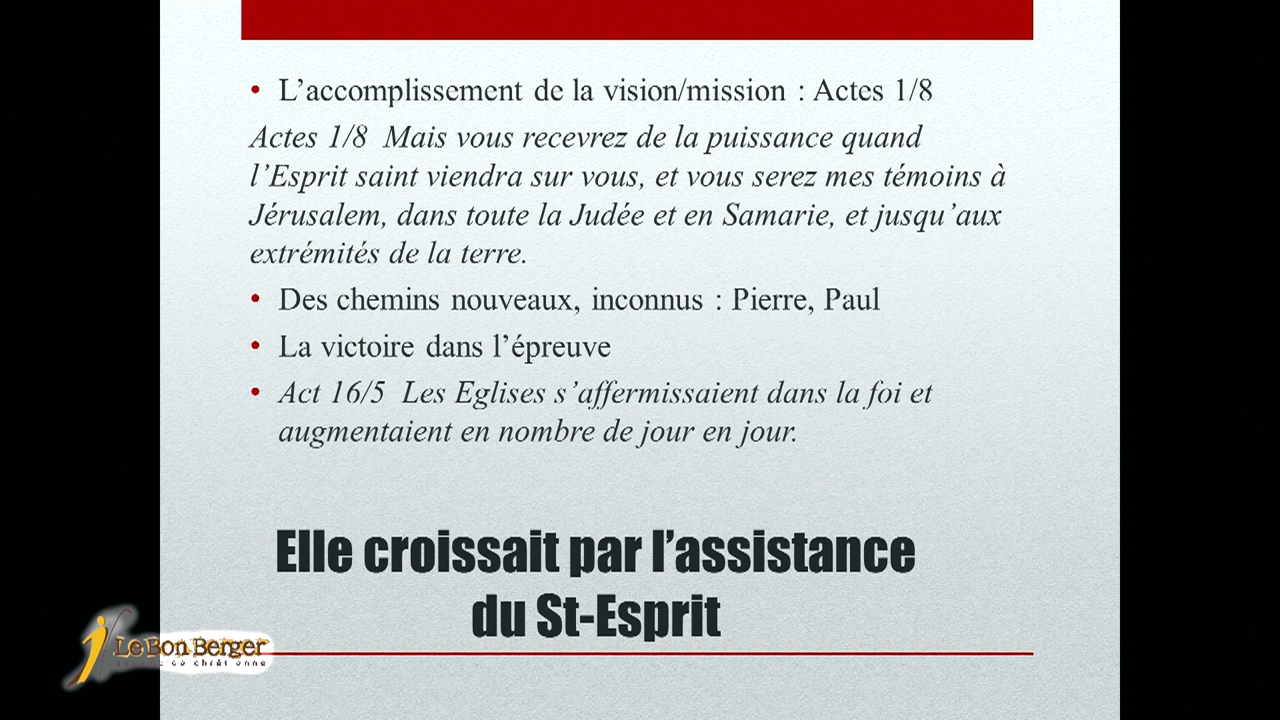 • L’accomplissement de la vision/mission : Actes 1/8
Actes 1/8 Mais vous recevrez de la puissance quand
l’Esprit saint viendra sur vous, et vous serez mes témoins à
Jérusalem, dans toute la Judée et en Samarie, et jusqu’aux
extrémités de la terre.
• Des chemins nouveaux, inconnus : Pierre, Paul
• La victoire dans l’épreuve
• Act 16/5 Les Eglises s’affermissaient dans la foi et
augmentaient en nombre de jour en jour.
Elle croissait par l’assistance
du St-Esprit
Le Bon Berger